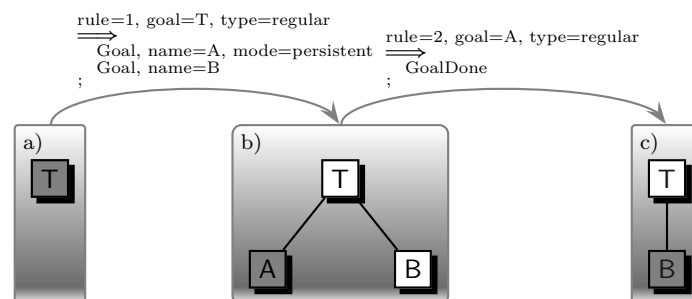 rule=1, goal=T, type=regular
⟹
Goal, name=A, mode=persistent
Goal, name=B
;
rule=2, goal=A, type=regular
⟹
GoalDone
;
a)
T
b)
T
A
B
c)
T
B